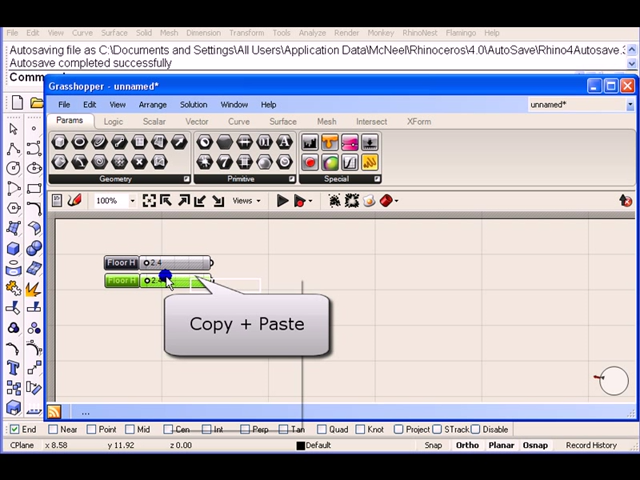 File Edit View Curve Surface Solid Mesh Dimension Transform Tools Analyze Render RhinoNest Flamingo Help
Autosaving file as C:\Documents and Settings\All Users\Application Data\McNeel\Rhinoceros\4.0\AutoSave\Rhino4Autosave.3
Autosave completed successfully
Grasshopper - unnamed*
File Edit View Arrange Solution Window Help unnamed*
Params Logic Scalar Vector Curve Surface Mesh Intersect XForm
Geometry Primitive Special
100% Views
Floor H 2.4
Floor H
Copy + Paste
...
End Near Point Mid Cen Int Perp Tan Quad Knot Project STrack Disable
CPlane x 8.58 y 11.92 z 0.00 Default Snap Ortho Planar Osnap Record History